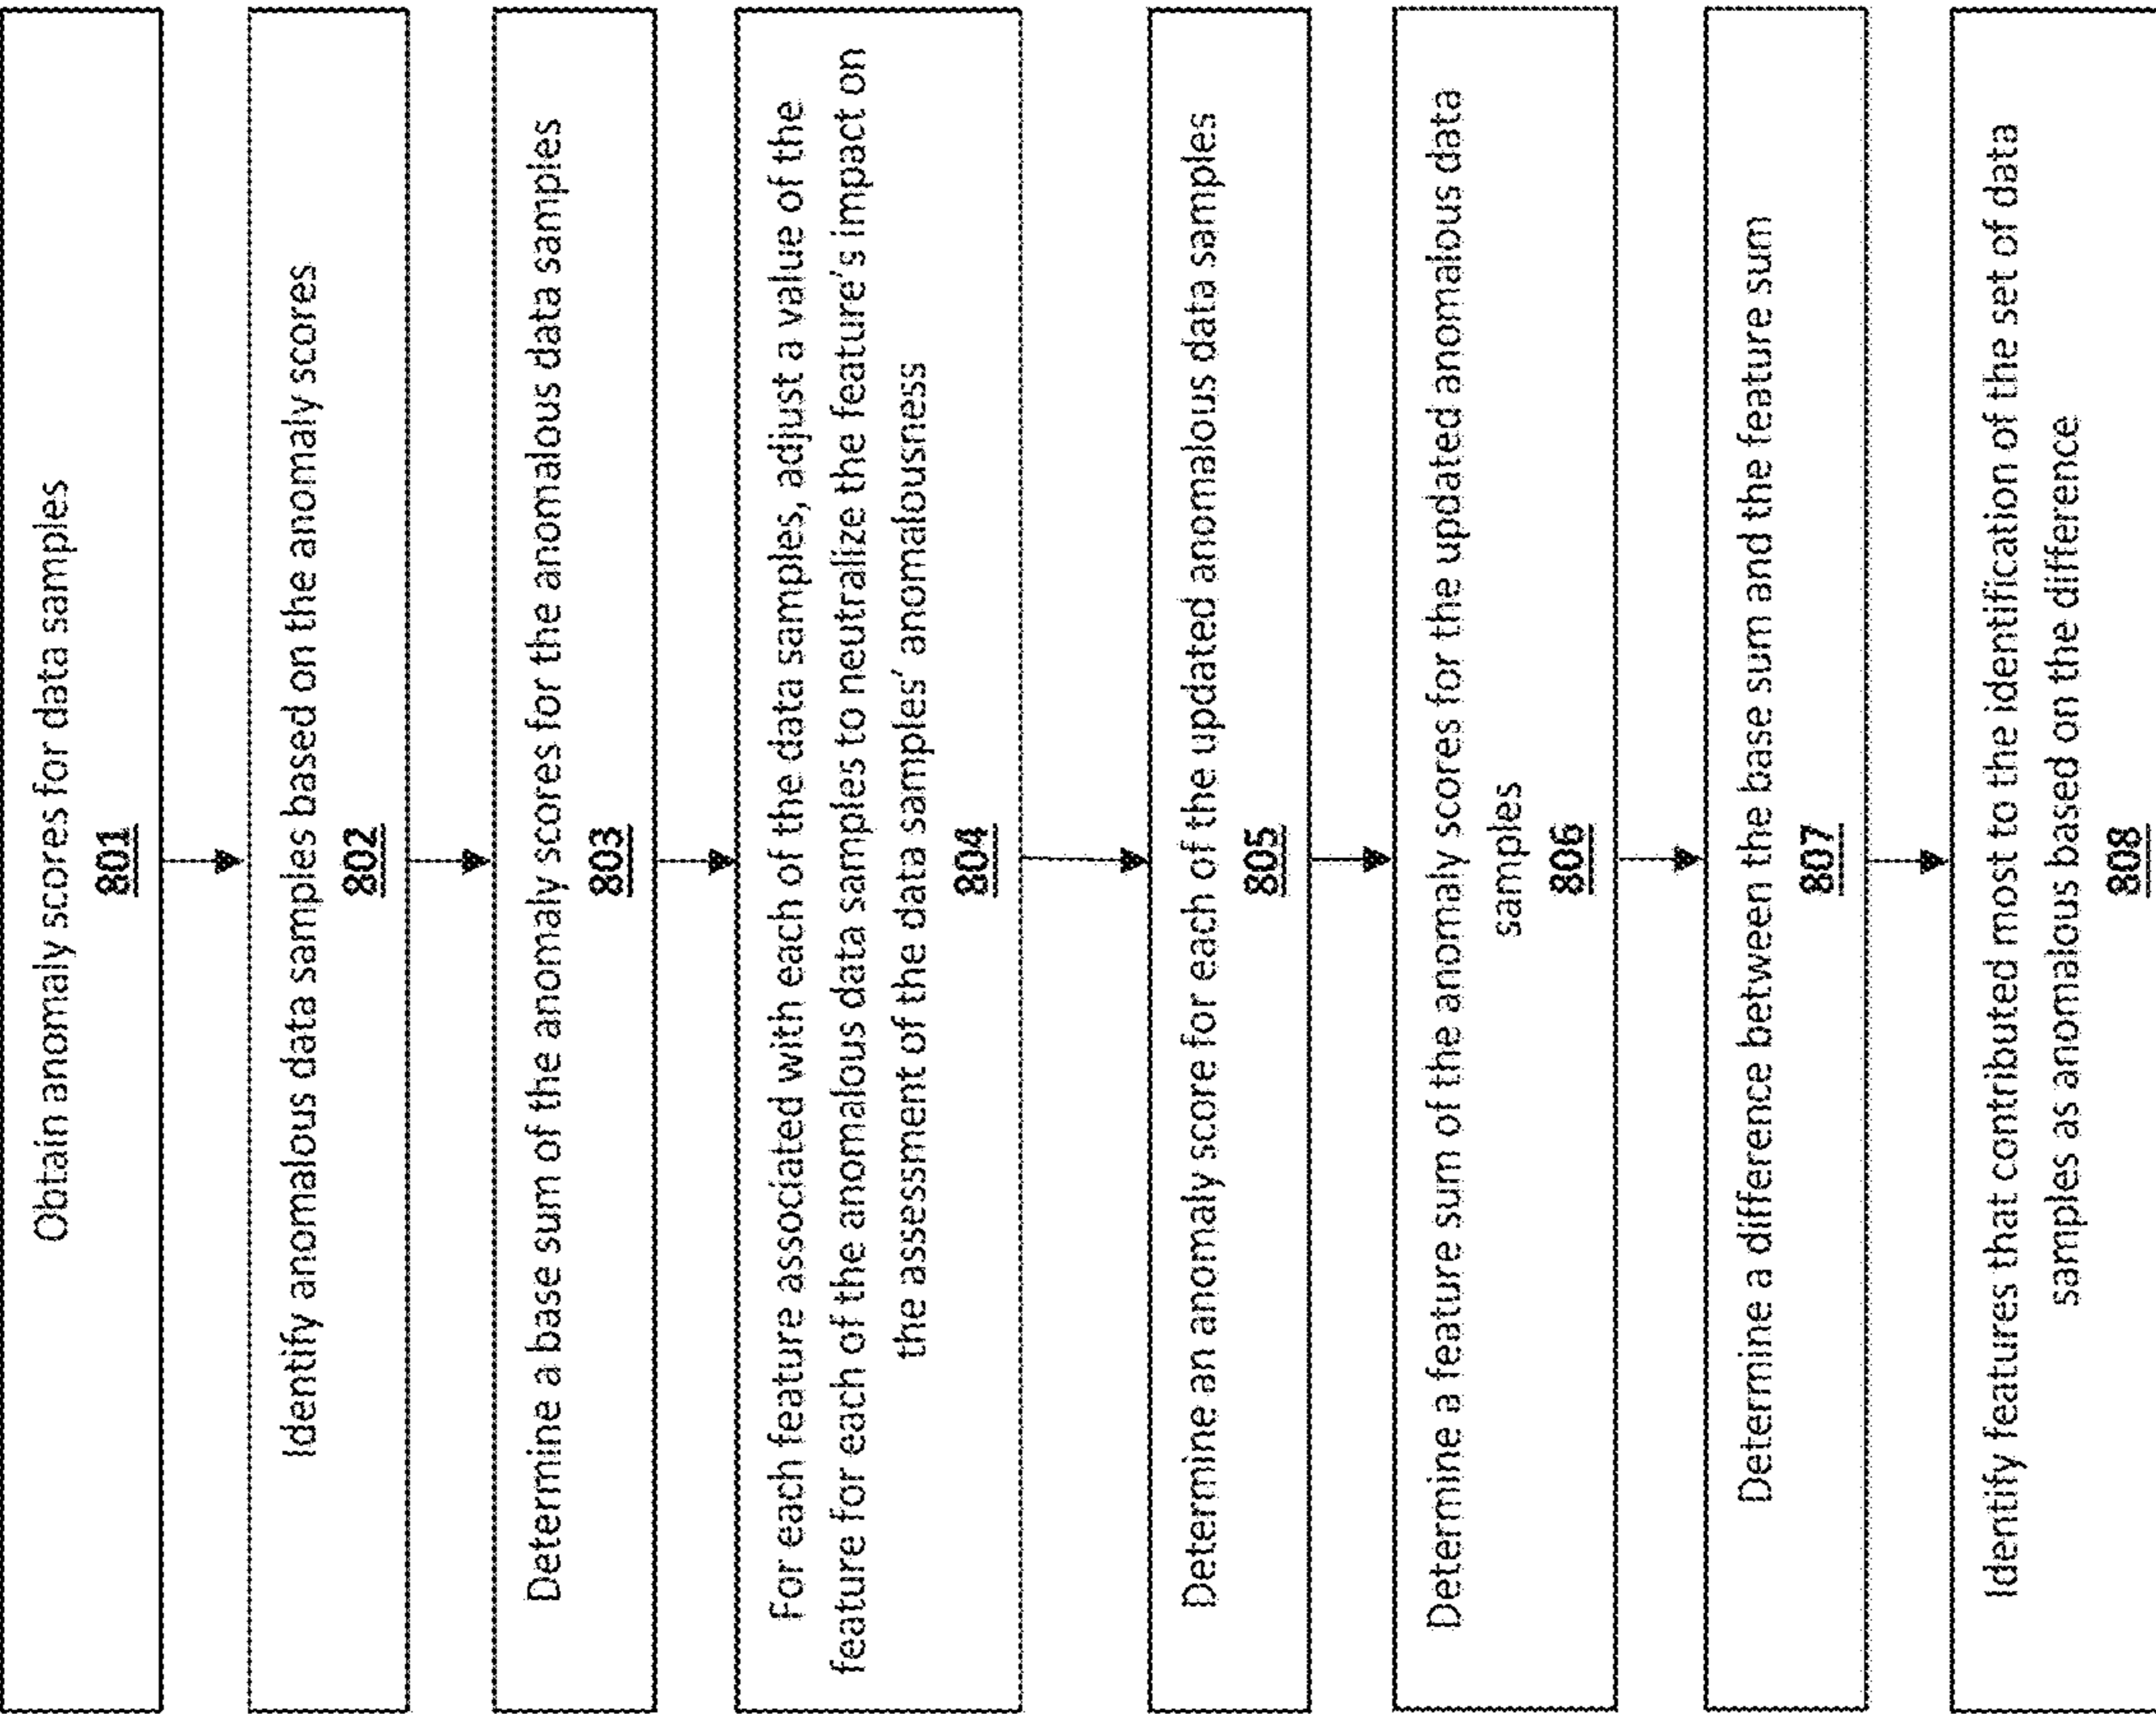 Obtain anomaly scores for data samples
801
Identify anomalous data samples based on the anomaly scores
802
Determine a base sum of the anomaly scores for the anomalous data samples
803
For each feature associated with each of the data samples, adjust a value of the
feature for each of the anomalous data samples to neutralize the feature's impact on
the assessment of the data samples' anomalousness
804
Determine an anomaly score for each of the updated anomalous data samples
805
Determine a feature sum of the anomaly scores for the updated anomalous data
samples
806
Determine a difference between the base sum and the feature sum
807
Identify features that contributed most to the identification of the set of data
samples as anomalous based on the difference
808